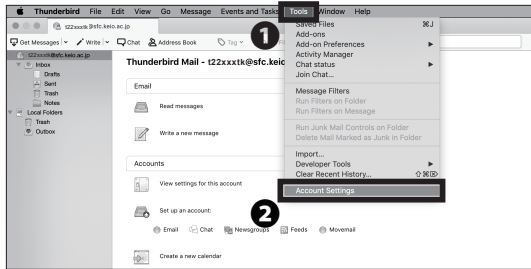 Thunderbird File Edit View Go Message Events and Tasks Tools Window Help
t22xxxtk@sfc.keio.ac.jp
Get Messages Write Chat Address Book Tag
1
t22xxxtk@sfc.keio.ac.jp
Inbox
Drafts
Sent
Trash
Notes
Local Folders
Trash
Outbox
Thunderbird Mail - t22xxxtk@sfc.keio
Email
Read messages
Write a new message
Accounts
View settings for this account
Set up an account:
Email Chat Newsgroups Feeds Movemail
Create a new calendar
Saved Files ⌘J
Add-ons
Add-on Preferences
Activity Manager
Chat status
Join Chat...
Message Filters
Run Filters on Folder
Run Filters on Message
Run Junk Mail Controls on Folder
Delete Mail Marked as Junk in Folder
Import...
Developer Tools
Clear Recent History... ⇧⌘⌦
Account Settings
2